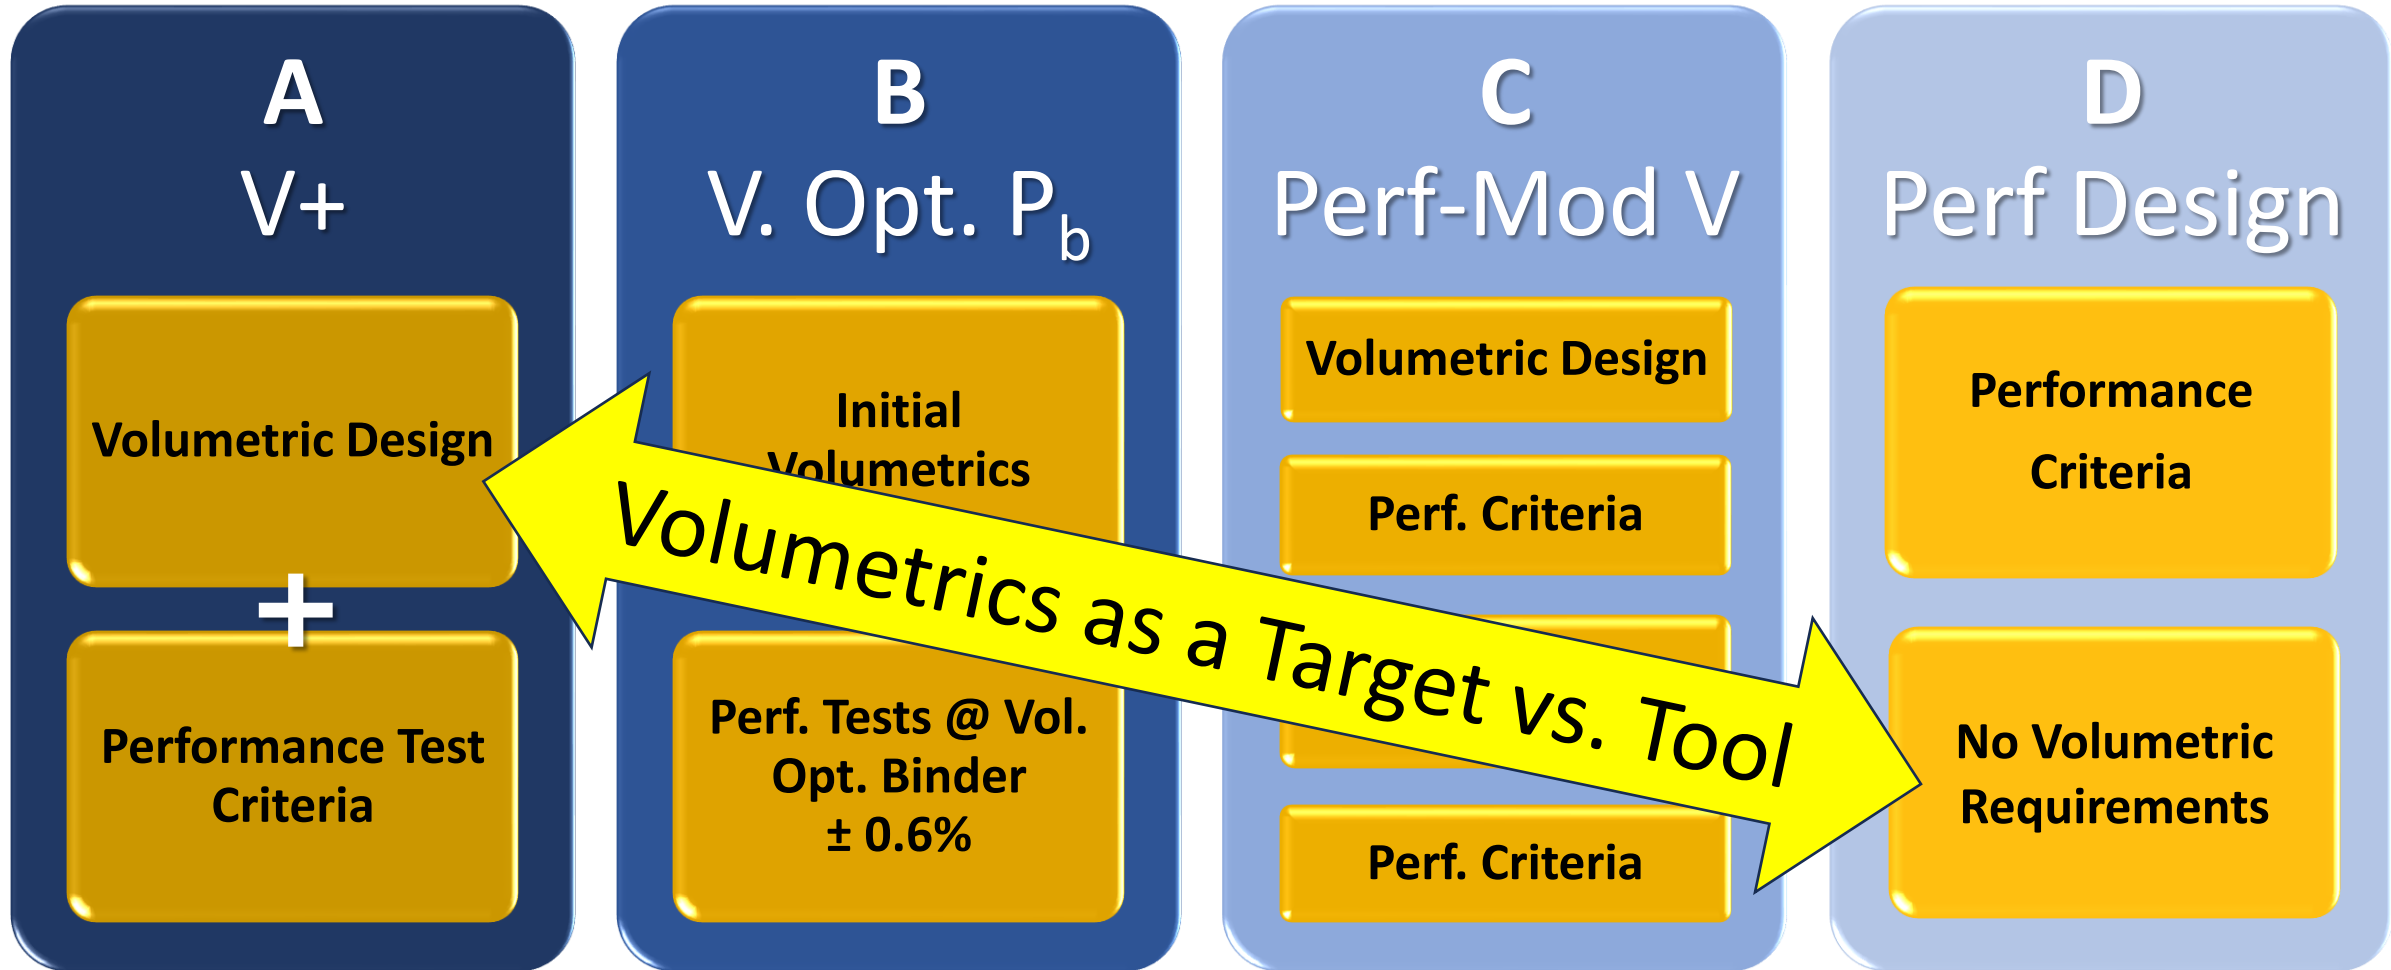 A
V+
Volumetric Design
+
Performance Test
Criteria
B
V. Opt. Pb
Initial
Volumetrics
Perf. Tests @ Vol.
Opt. Binder
± 0.6%
C
Perf-Mod V
Volumetric Design
Perf. Criteria
Perf. Criteria
D
Perf Design
Performance
Criteria
No Volumetric
Requirements
Volumetrics as a Target vs. Tool